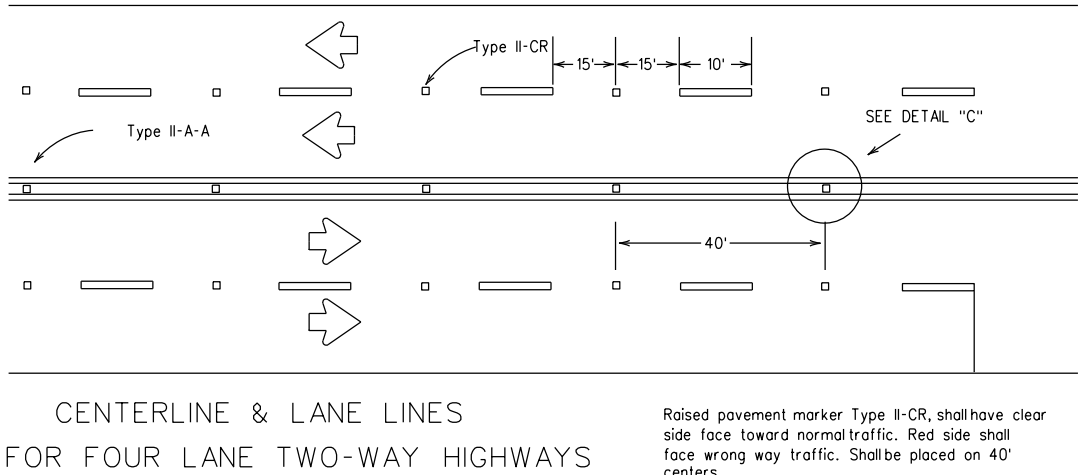 Type II-CR
15'
15'
10'
SEE DETAIL "C"
Type II-A-A
40'
CENTERLINE & LANE LINES
FOR FOUR LANE TWO-WAY HIGHWAYS
Raised pavement marker Type II-CR, shall have clear
side face toward normal traffic. Red side shall
face wrong way traffic. Shall be placed on 40'
centers